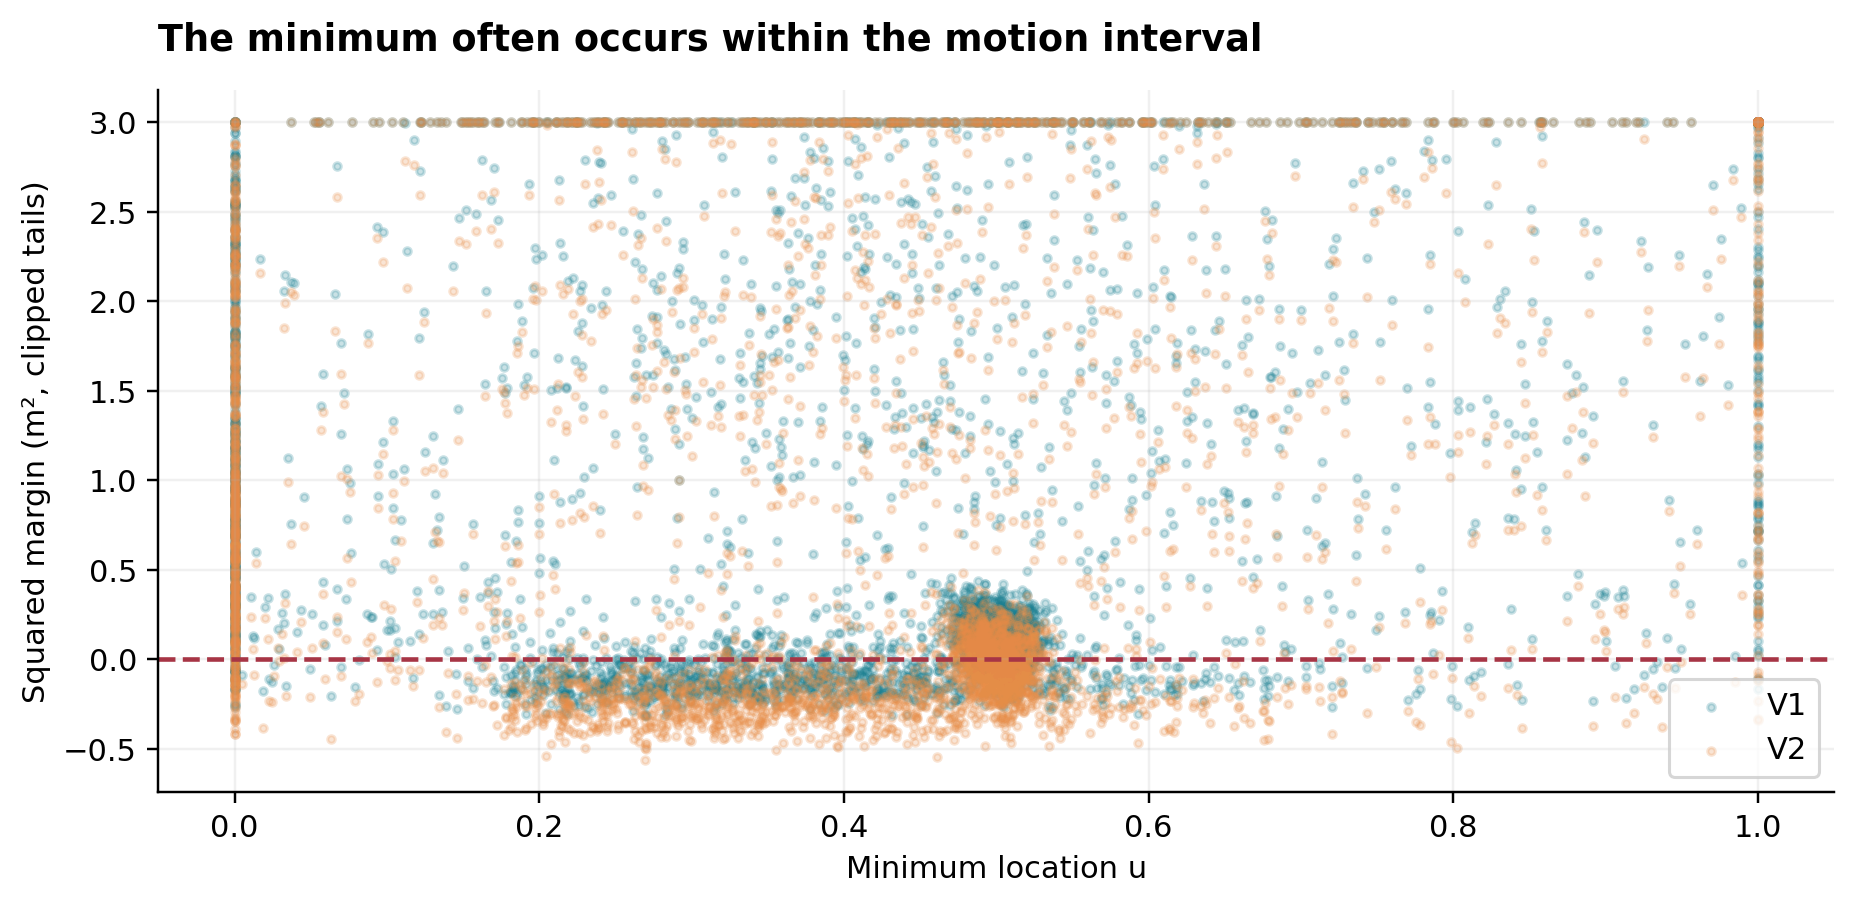 The minimum often occurs within the motion interval
Squared margin (m², clipped tails)
3.0
2.5
2.0
1.5
1.0
0.5
0.0
−0.5
0.0 0.2 0.4 0.6 0.8 1.0
Minimum location u
V1
V2